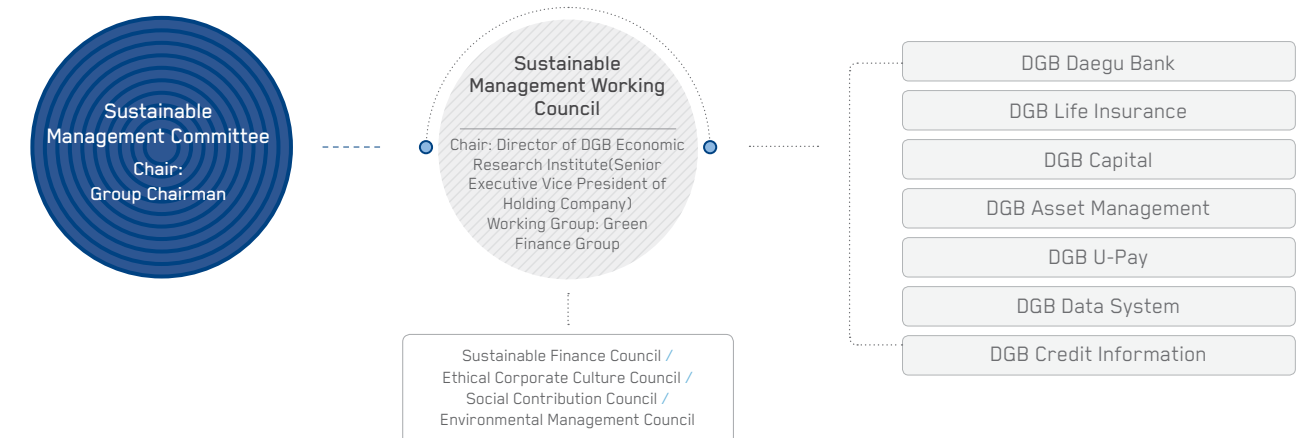 Sustainable
Management Committee
Chair:
Group Chairman
Sustainable
Management Working
Council
Chair: Director of DGB Economic
Research Institute(Senior
Executive Vice President of
Holding Company)
Working Group: Green
Finance Group
Sustainable Finance Council /
Ethical Corporate Culture Council /
Social Contribution Council /
Environmental Management Council
DGB Daegu Bank
DGB Life Insurance
DGB Capital
DGB Asset Management
DGB U-Pay
DGB Data System
DGB Credit Information